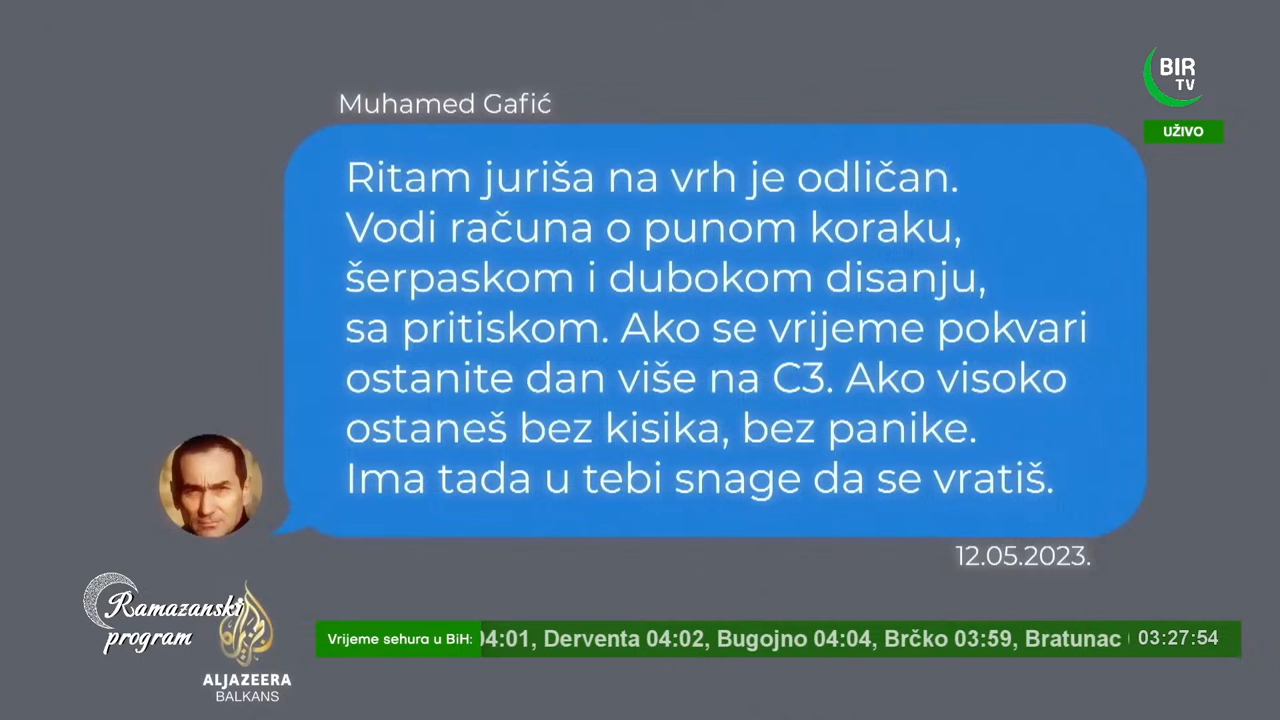 BIR
TV
UŽIVO
Muhamed Gafić
Ritam juriša na vrh je odličan.
Vodi računa o punom koraku,
šerpaskom i dubokom disanju,
sa pritiskom. Ako se vrijeme pokvari
ostanite dan više na C3. Ako visoko
ostaneš bez kisika, bez panike.
Ima tada u tebi snage da se vratiš.
12.05.2023.
Ramazanski
program
ALJAZEERA
BALKANS
Vrijeme sehura u BiH: 04:01, Derventa 04:02, Bugojno 04:04, Brčko 03:59, Bratunac 03:27:54